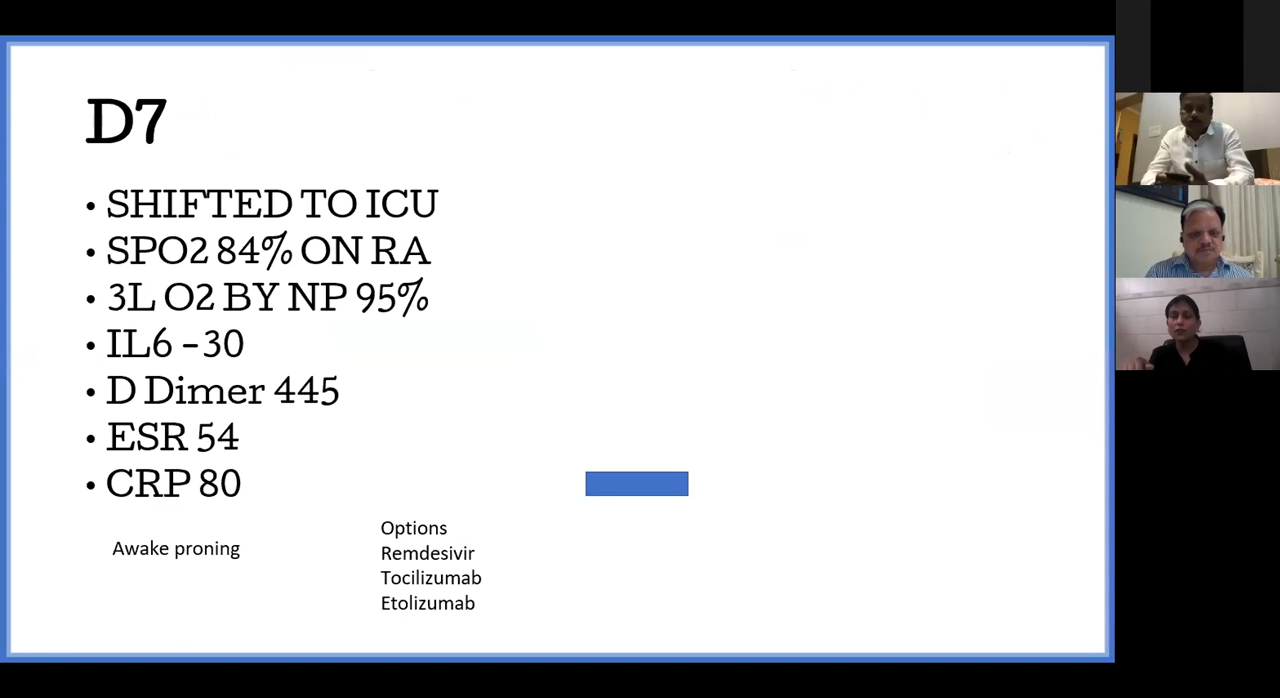 D7
• SHIFTED TO ICU
• SPO2 84% ON RA
• 3L O2 BY NP 95%
• IL6 –30
• D Dimer 445
• ESR 54
• CRP 80
Awake proning
Options
Remdesivir
Tocilizumab
Etolizumab